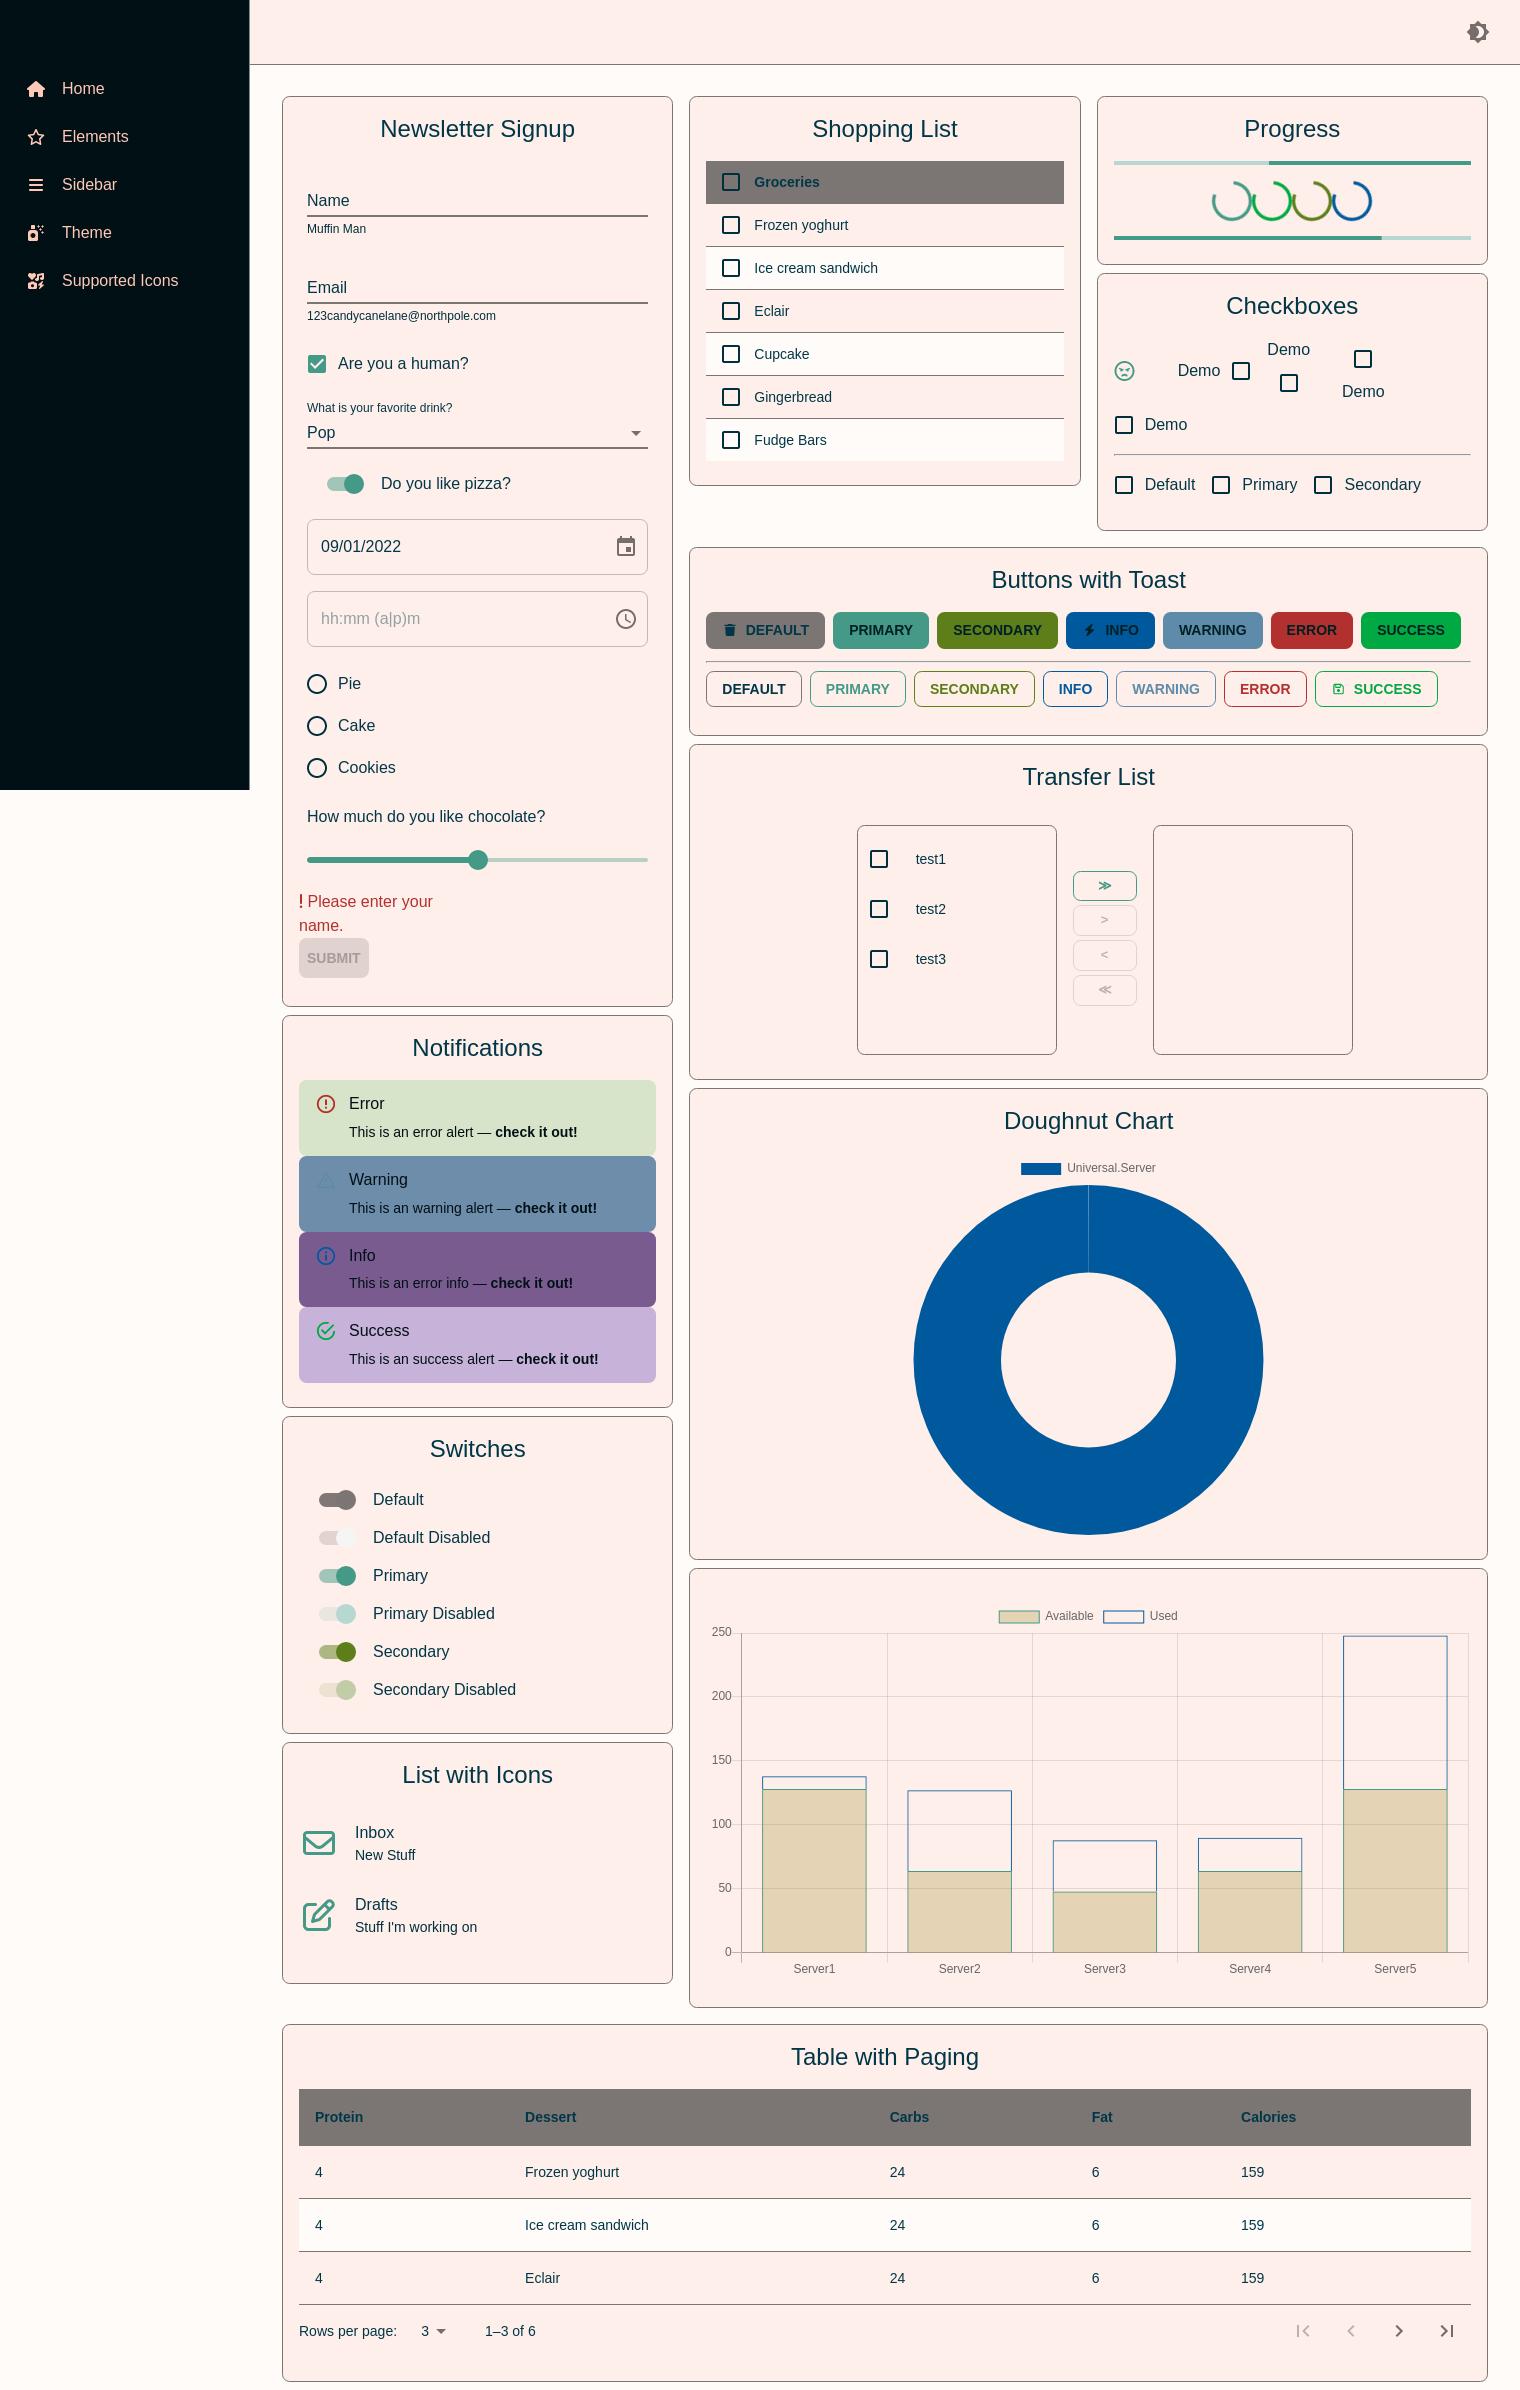 Home
Elements
Sidebar
Theme
Supported Icons
Newsletter Signup
Name
Muffin Man
Email
123candycanelane@northpole.com
Are you a human?
What is your favorite drink?
Pop
Do you like pizza?
09/01/2022
hh:mm (a|p)m
Pie
Cake
Cookies
How much do you like chocolate?
! Please enter your
name.
SUBMIT
Notifications
Error
This is an error alert — check it out!
Warning
This is an warning alert — check it out!
Info
This is an error info — check it out!
Success
This is an success alert — check it out!
Switches
Default
Default Disabled
Primary
Primary Disabled
Secondary
Secondary Disabled
List with Icons
Inbox
New Stuff
Drafts
Stuff I'm working on
Shopping List
Groceries
Frozen yoghurt
Ice cream sandwich
Eclair
Cupcake
Gingerbread
Fudge Bars
Progress
Checkboxes
Demo
Demo
Demo
Demo
Default Primary Secondary
Buttons with Toast
DEFAULT PRIMARY SECONDARY INFO WARNING ERROR SUCCESS
DEFAULT PRIMARY SECONDARY INFO WARNING ERROR SUCCESS
Transfer List
test1
test2
test3
≫
>
<
≪
Doughnut Chart
Universal.Server
Available Used
250
200
150
100
50
0
Server1 Server2 Server3 Server4 Server5
Table with Paging
Protein Dessert Carbs Fat Calories
4 Frozen yoghurt 24 6 159
4 Ice cream sandwich 24 6 159
4 Eclair 24 6 159
Rows per page: 3 1–3 of 6